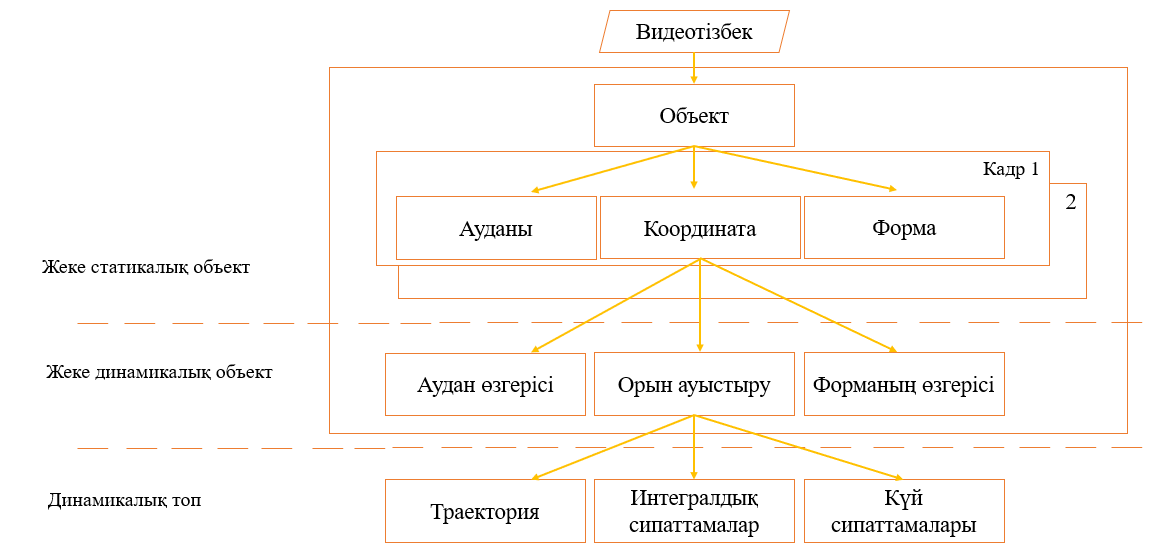 Видеотізбек
Объект
Кадр 1
2
Ауданы
Координата
Форма
Жеке статикалық объект
Жеке динамикалық объект
Аудан өзгерісі
Орын ауыстыру
Форманың өзгерісі
Динамикалық топ
Траектория
Интегралдық
сипаттамалар
Күй
сипаттамалары